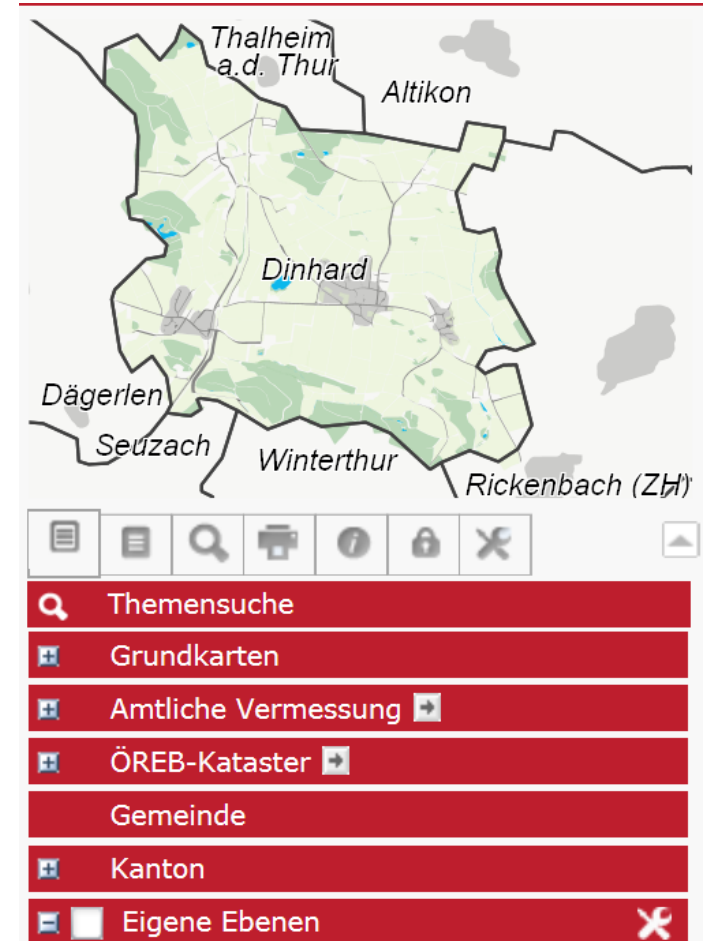 Thalheim
a.d. Thur
Altikon
Dinhard
Dägerlen
Seuzach
Winterthur
Rickenbach (ZH)
Themensuche
Grundkarten
Amtliche Vermessung
ÖREB-Kataster
Gemeinde
Kanton
Eigene Ebenen